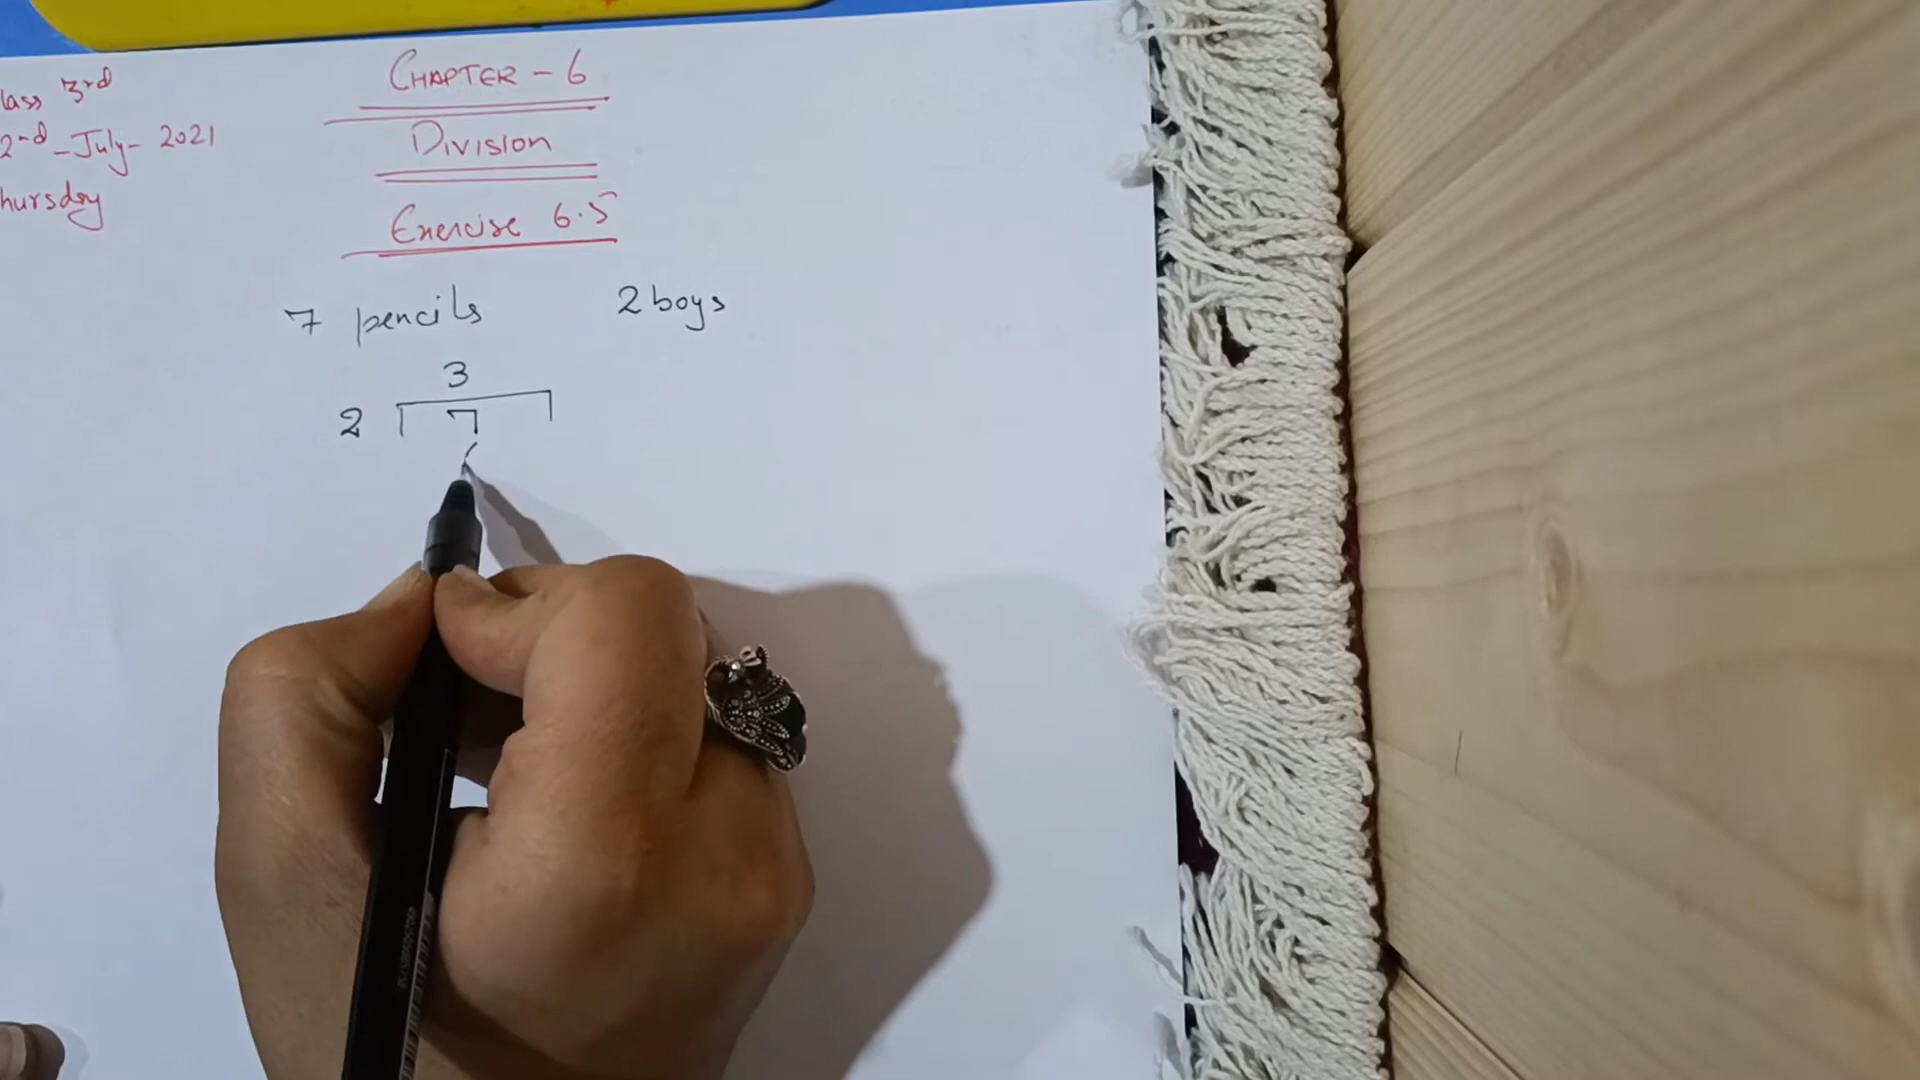 lass 3rd
2nd-July-2021
hursday
CHAPTER-6
DIVISION
Exercise 6.5
7 pencils 2 boys
3
2 7